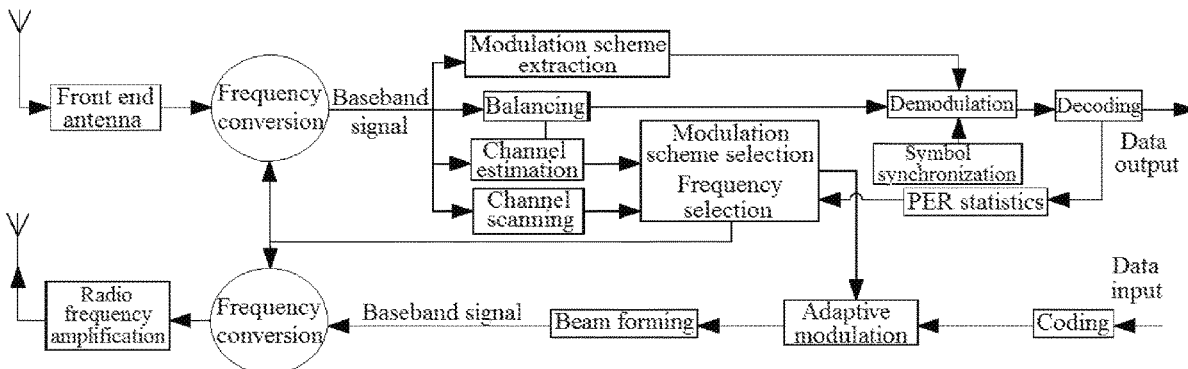 Front end
antenna
Frequency
conversion
Baseband
signal
Modulation scheme
extraction
Balancing
Channel
estimation
Channel
scanning
Modulation
scheme selection
Frequency
selection
Demodulation
Symbol
synchronization
Decoding
Data
output
PER statistics
Radio
frequency
amplification
Frequency
conversion
Baseband signal
Beam forming
Adaptive
modulation
Coding
Data
input